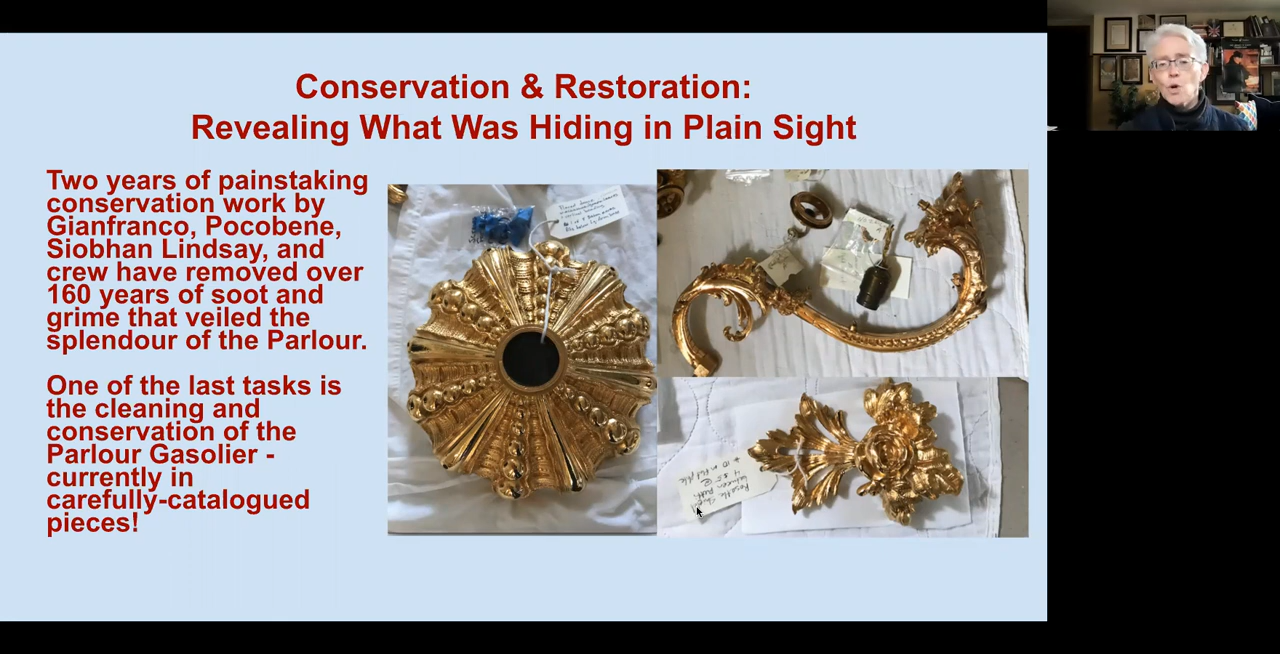 Conservation & Restoration:
Revealing What Was Hiding in Plain Sight
Two years of painstaking
conservation work by
Gianfranco, Pocobene,
Siobhan Lindsay, and
crew have removed over
160 years of soot and
grime that veiled the
splendour of the Parlour.
One of the last tasks is
the cleaning and
conservation of the
Parlour Gasolier -
currently in
carefully-catalogued
pieces!